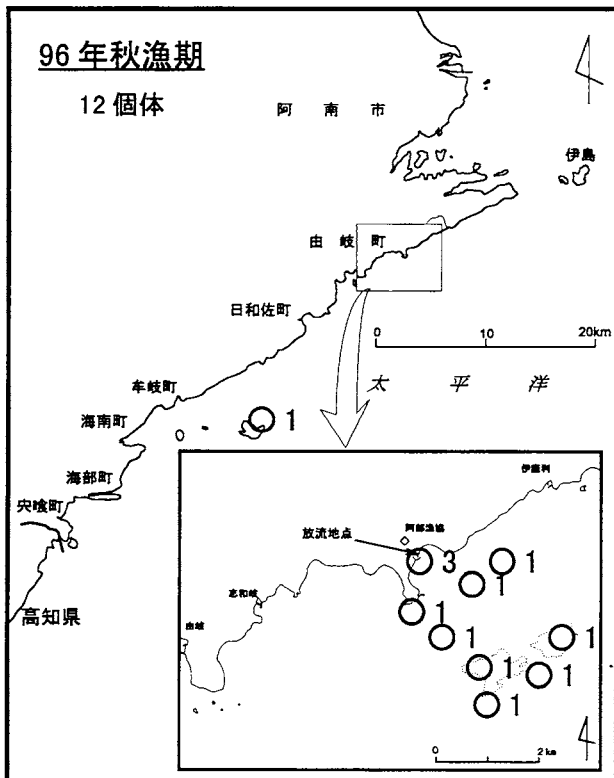 96年秋漁期
12個体
阿南市
伊島
由岐町
日和佐町
0 10 20km
太平洋
牟岐町
海南町
1
海部町
宍喰町
高知県
伊座利
阿部漁協
放流地点
3
1
1
志和岐
1
由岐
1
1
1
1
1
0 2km